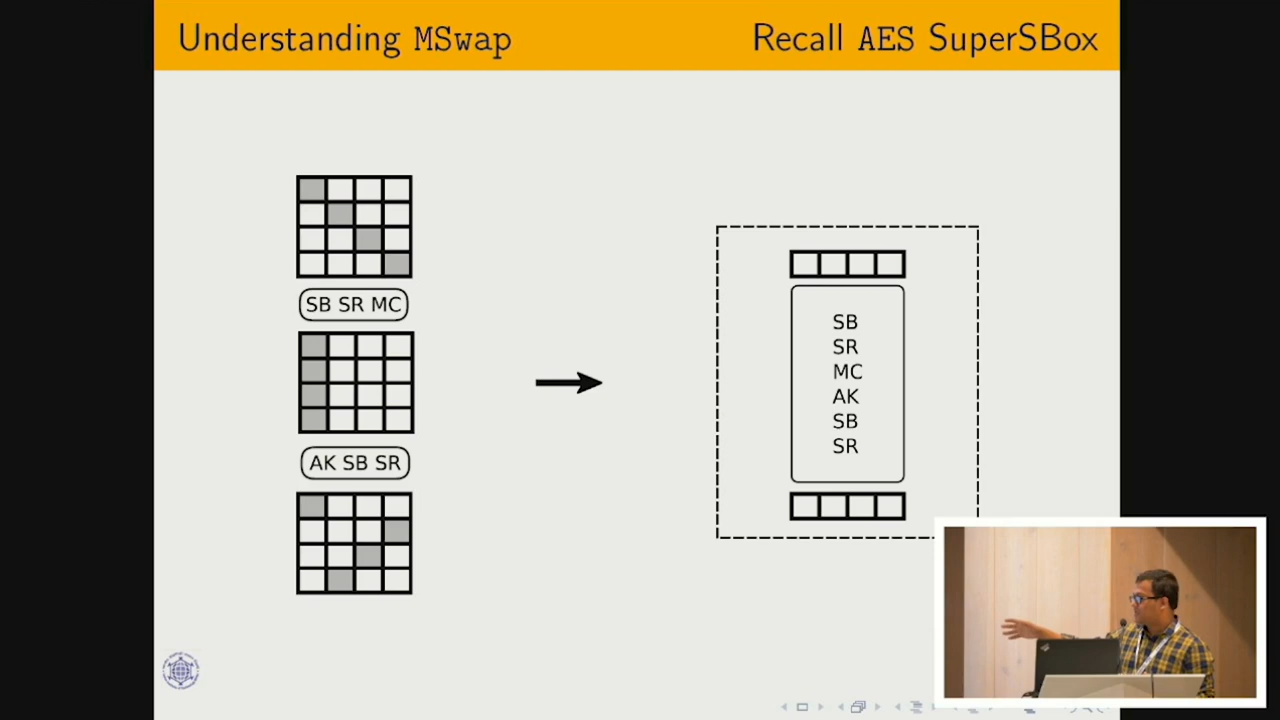 Understanding MSwap
Recall AES SuperSBox
SB SR MC
AK SB SR
SB
SR
MC
AK
SB
SR